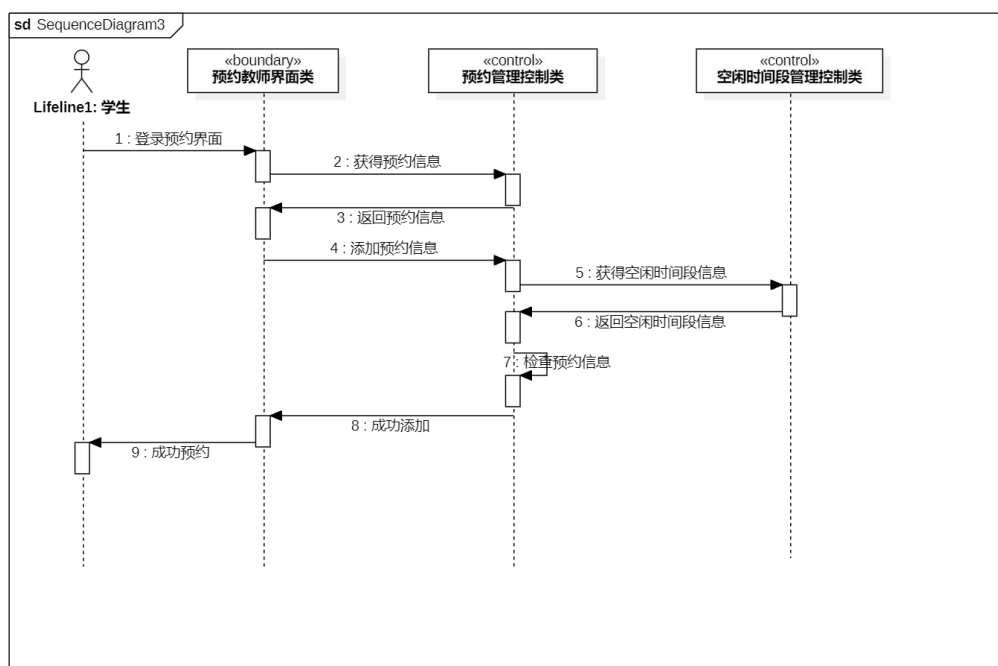 sd SequenceDiagram3
«boundary»
预约教师界面类
«control»
预约管理控制类
«control»
空闲时间段管理控制类
Lifeline1: 学生
1 : 登录预约界面
2 : 获得预约信息
3 : 返回预约信息
4 : 添加预约信息
5 : 获得空闲时间段信息
6 : 返回空闲时间段信息
7 : 检查预约信息
8 : 成功添加
9 : 成功预约